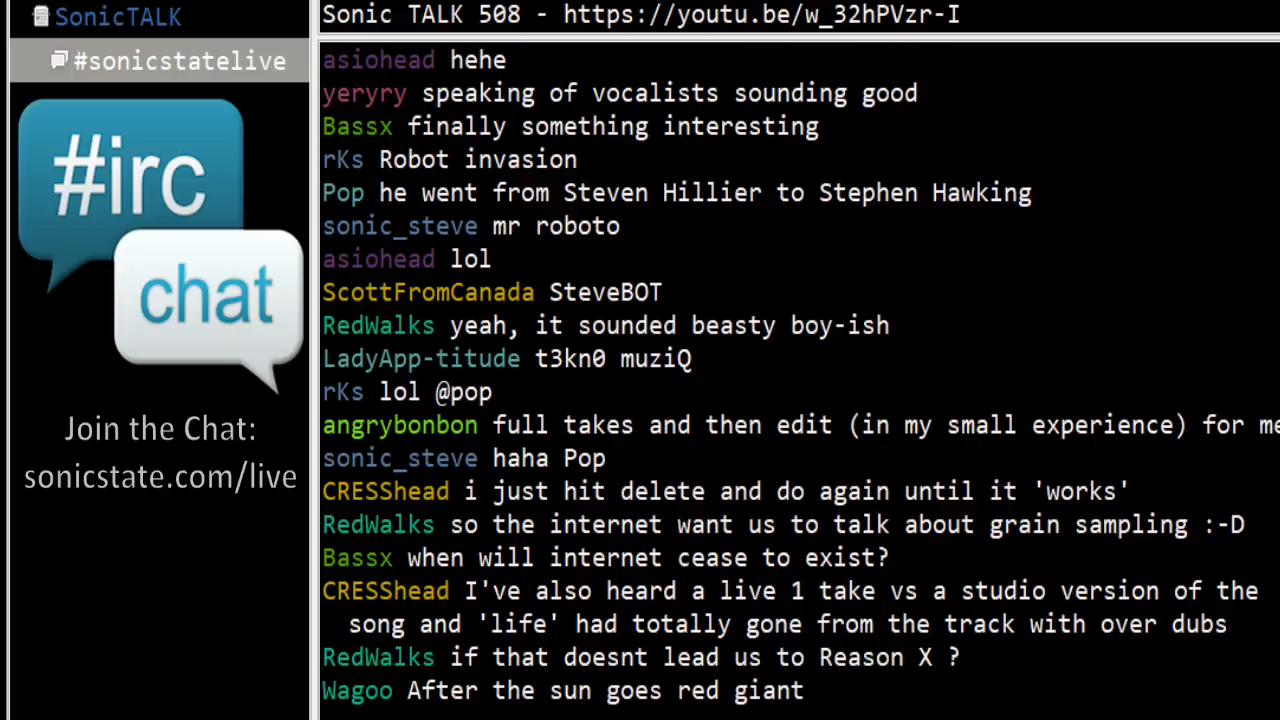 SonicTALK
#sonicstatelive
#irc
chat
Join the Chat:
sonicstate.com/live
Sonic TALK 508 - https://youtu.be/w_32hPVzr-I
asiohead hehe
yeryry speaking of vocalists sounding good
Bassx finally something interesting
rKs Robot invasion
Pop he went from Steven Hillier to Stephen Hawking
sonic_steve mr roboto
asiohead lol
ScottFromCanada SteveBOT
RedWalks yeah, it sounded beasty boy-ish
LadyApp-titude t3kn0 muziQ
rKs lol @pop
angrybonbon full takes and then edit (in my small experience) for me
sonic_steve haha Pop
CRESShead i just hit delete and do again until it 'works'
RedWalks so the internet want us to talk about grain sampling :-D
Bassx when will internet cease to exist?
CRESShead I've also heard a live 1 take vs a studio version of the
song and 'life' had totally gone from the track with over dubs
RedWalks if that doesnt lead us to Reason X ?
Wagoo After the sun goes red giant